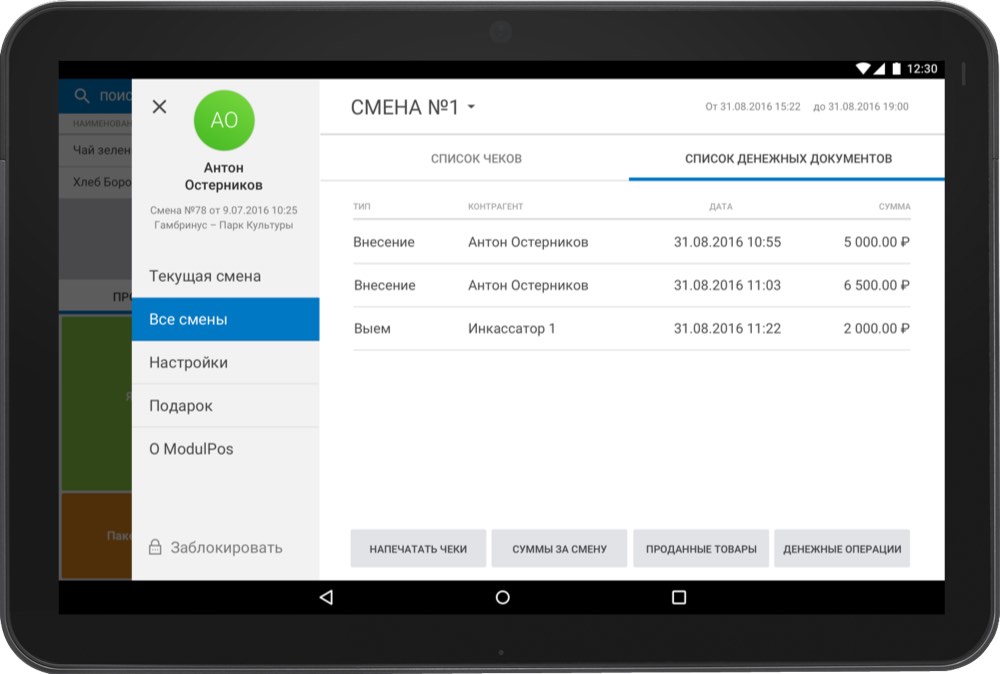 12:30
НАИМЕНОВАН
Чай зелен
Хлеб Боро
АО
Антон
Остерников
Смена №78 от 9.07.2016 10:25
Гамбринус – Парк Культуры
Текущая смена
Все смены
Настройки
Подарок
О ModulPos
Заблокировать
СМЕНА №1
От 31.08.2016 15:22 до 31.08.2016 19:00
СПИСОК ЧЕКОВ СПИСОК ДЕНЕЖНЫХ ДОКУМЕНТОВ
ТИП КОНТРАГЕНТ ДАТА СУММА
Внесение Антон Остерников 31.08.2016 10:55 5 000.00 ₽
Внесение Антон Остерников 31.08.2016 11:03 6 500.00 ₽
Выем Инкассатор 1 31.08.2016 11:22 2 000.00 ₽
НАПЕЧАТАТЬ ЧЕКИ СУММЫ ЗА СМЕНУ ПРОДАННЫЕ ТОВАРЫ ДЕНЕЖНЫЕ ОПЕРАЦИИ